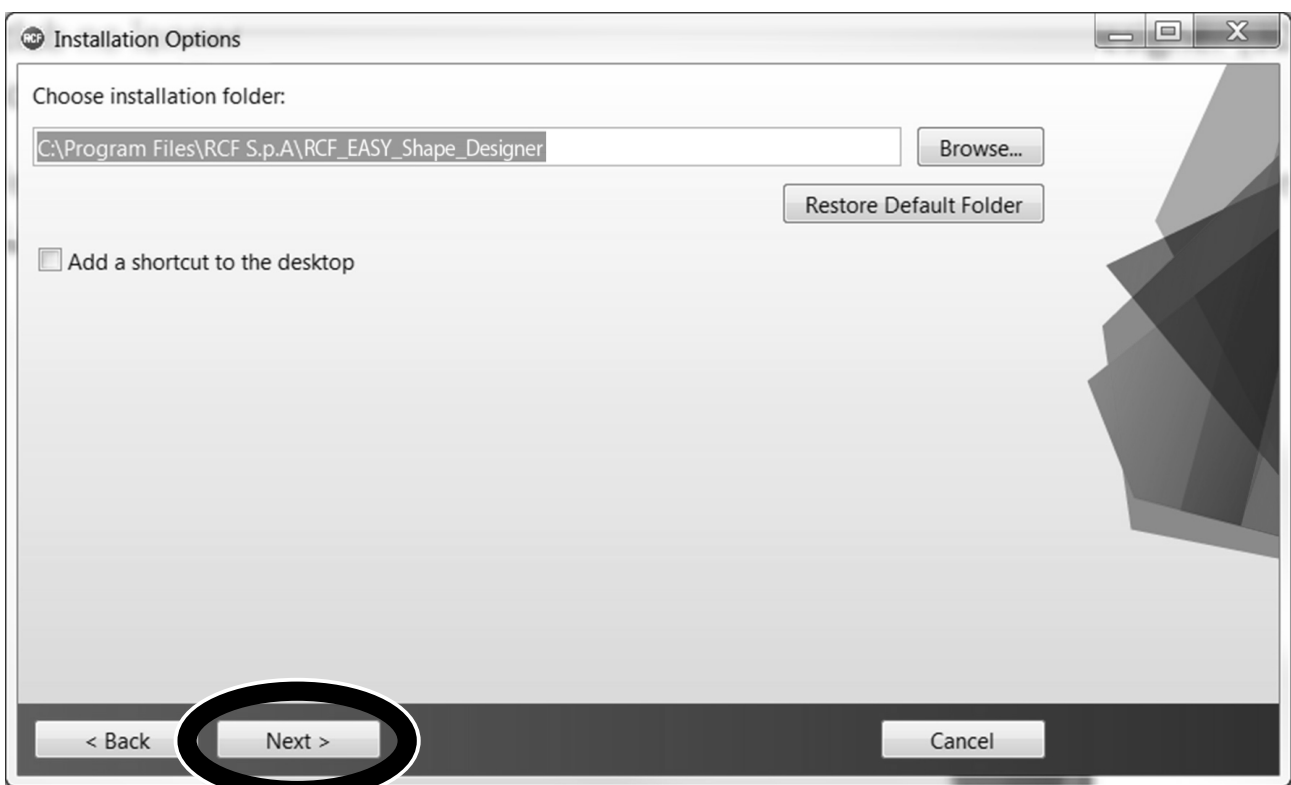 RCF Installation Options
Choose installation folder:
C:\Program Files\RCF S.p.A\RCF_EASY_Shape_Designer
Browse...
Restore Default Folder
Add a shortcut to the desktop
< Back
Next >
Cancel